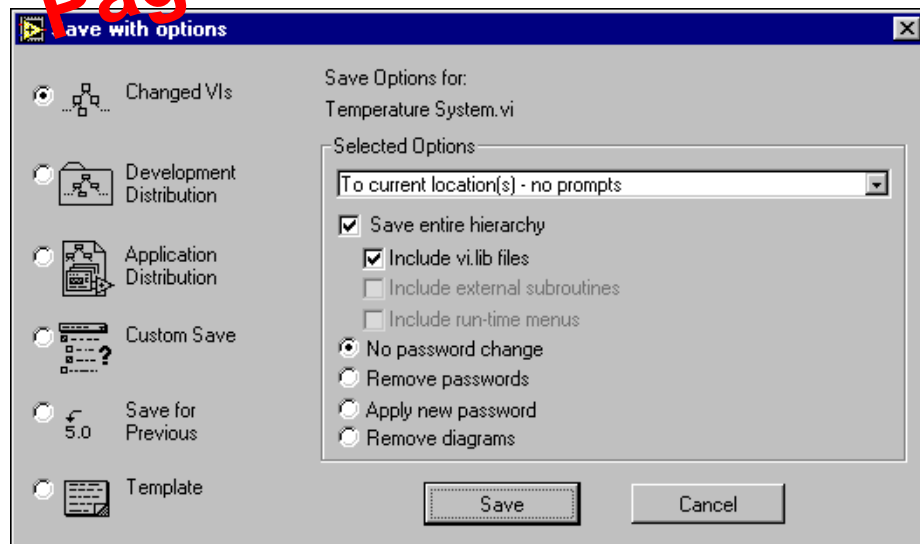 Pag
Save with options
Changed VIs
Development
Distribution
Application
Distribution
Custom Save
5.0
Save for
Previous
Template
Save Options for:
Temperature System.vi
Selected Options
To current location(s) - no prompts
Save entire hierarchy
Include vi.lib files
Include external subroutines
Include run-time menus
No password change
Remove passwords
Apply new password
Remove diagrams
Save
Cancel